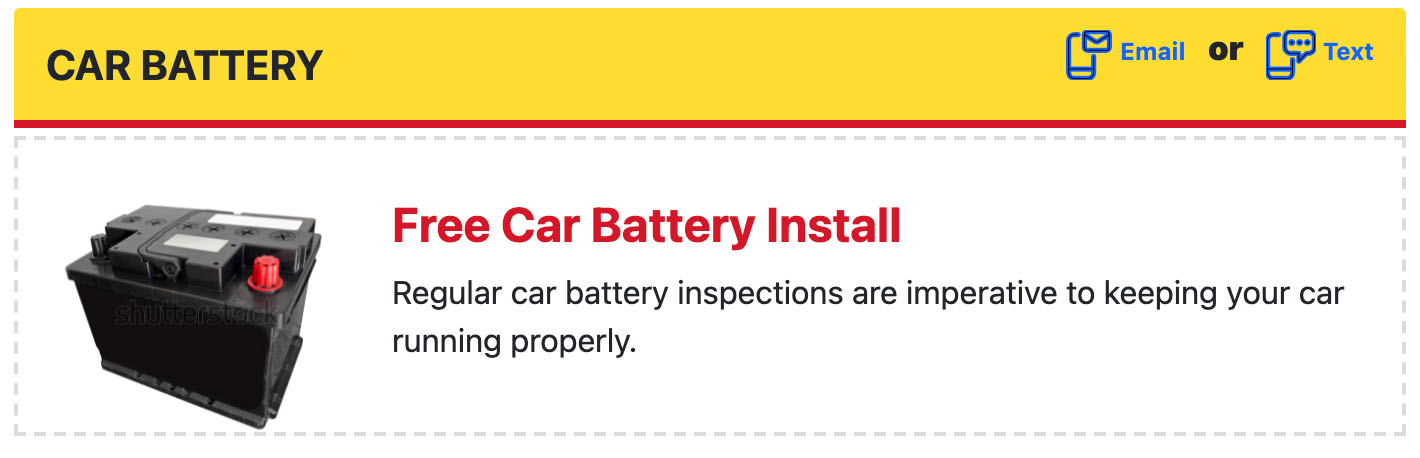 CAR BATTERY
Email or Text
Free Car Battery Install
Regular car battery inspections are imperative to keeping your car
running properly.
shutterstock